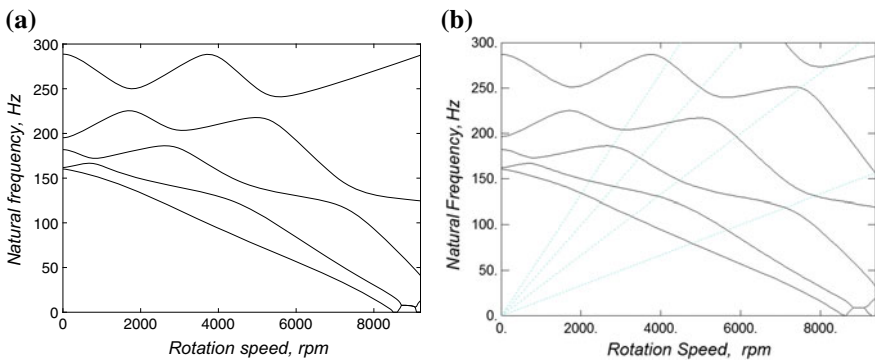 (a)
300
250
200
150
100
50
0
Natural frequency, Hz
0 2000 4000 6000 8000
Rotation speed, rpm
(b)
300.
250.
200.
150.
100.
50.
0.
Natural Frequency, Hz
0. 2000. 4000. 6000. 8000.
Rotation Speed, rpm